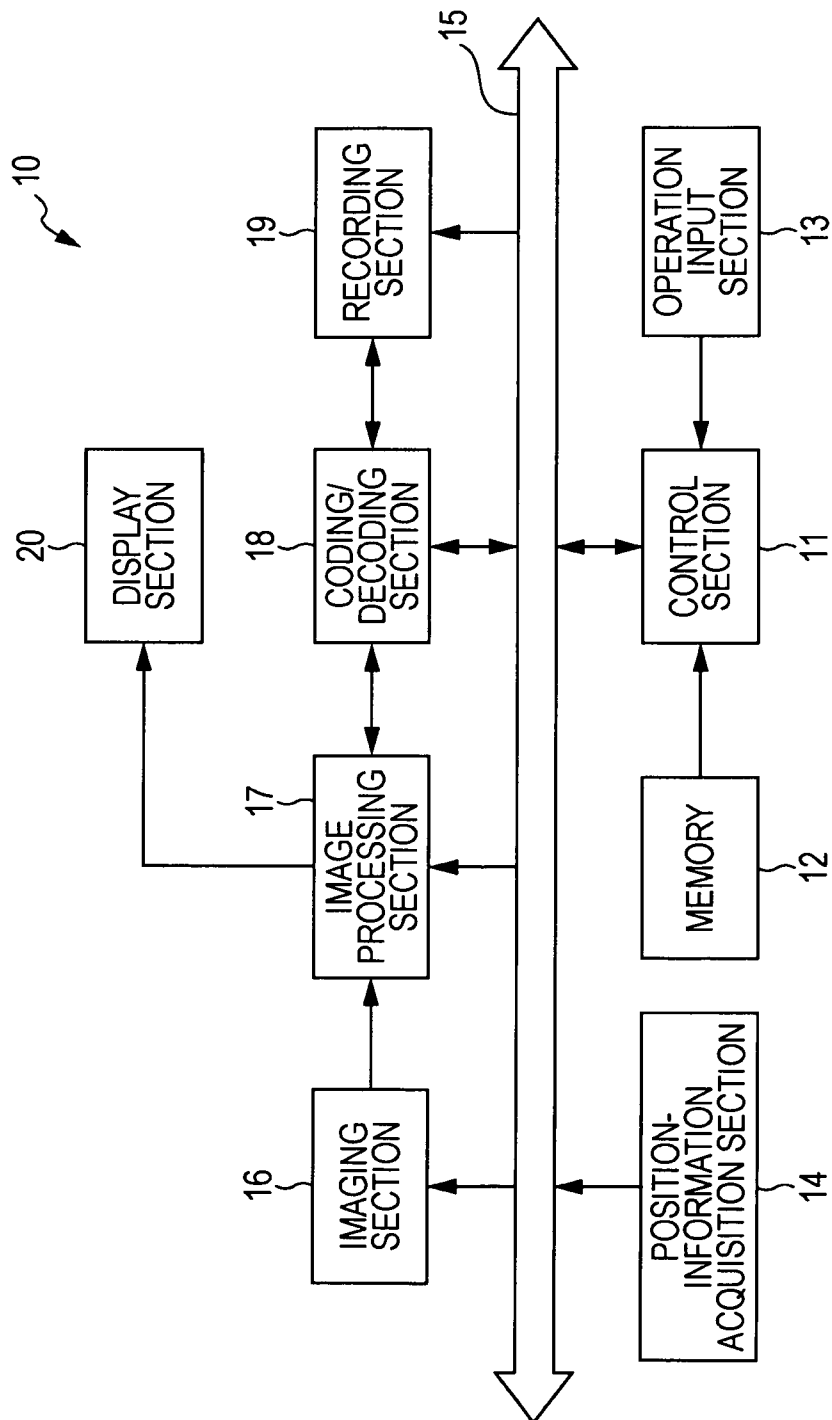 10
20
DISPLAY
SECTION
16
IMAGING
SECTION
17
IMAGE
PROCESSING
SECTION
18
CODING/
DECODING
SECTION
19
RECORDING
SECTION
15
POSITION-
INFORMATION
ACQUISITION SECTION
14
MEMORY
12
CONTROL
SECTION
11
OPERATION
INPUT
SECTION
13